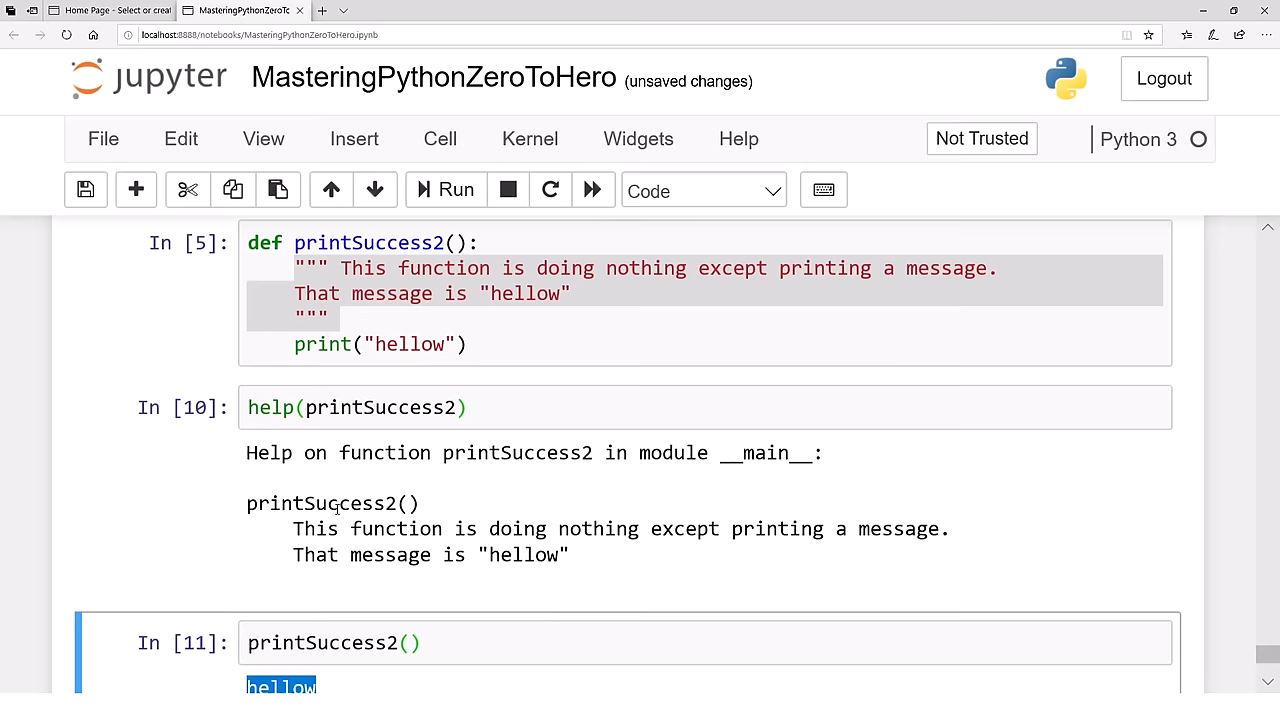 Home Page - Select or creat
MasteringPythonZeroTo
localhost:8888/notebooks/MasteringPythonZeroToHero.ipynb
jupyter MasteringPythonZeroToHero (unsaved changes) Logout
File Edit View Insert Cell Kernel Widgets Help Not Trusted Python 3
Run Code
In [5]: def printSuccess2():
""" This function is doing nothing except printing a message.
That message is "hellow"
"""
print("hellow")
In [10]: help(printSuccess2)
Help on function printSuccess2 in module __main__:
printSuccess2()
This function is doing nothing except printing a message.
That message is "hellow"
In [11]: printSuccess2()
hellow